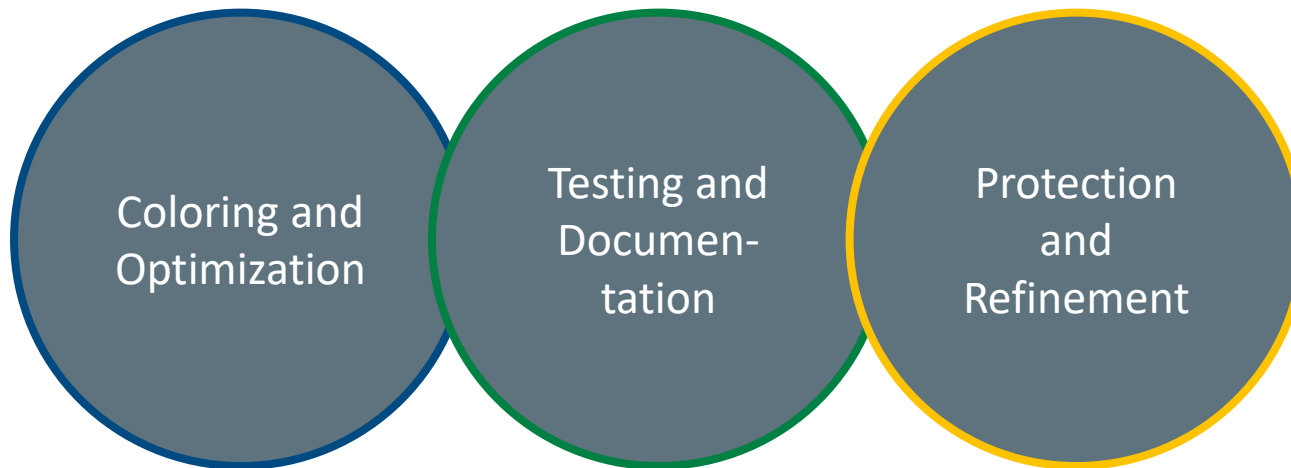 Coloring and
Optimization
Testing and
Documen-
tation
Protection
and
Refinement